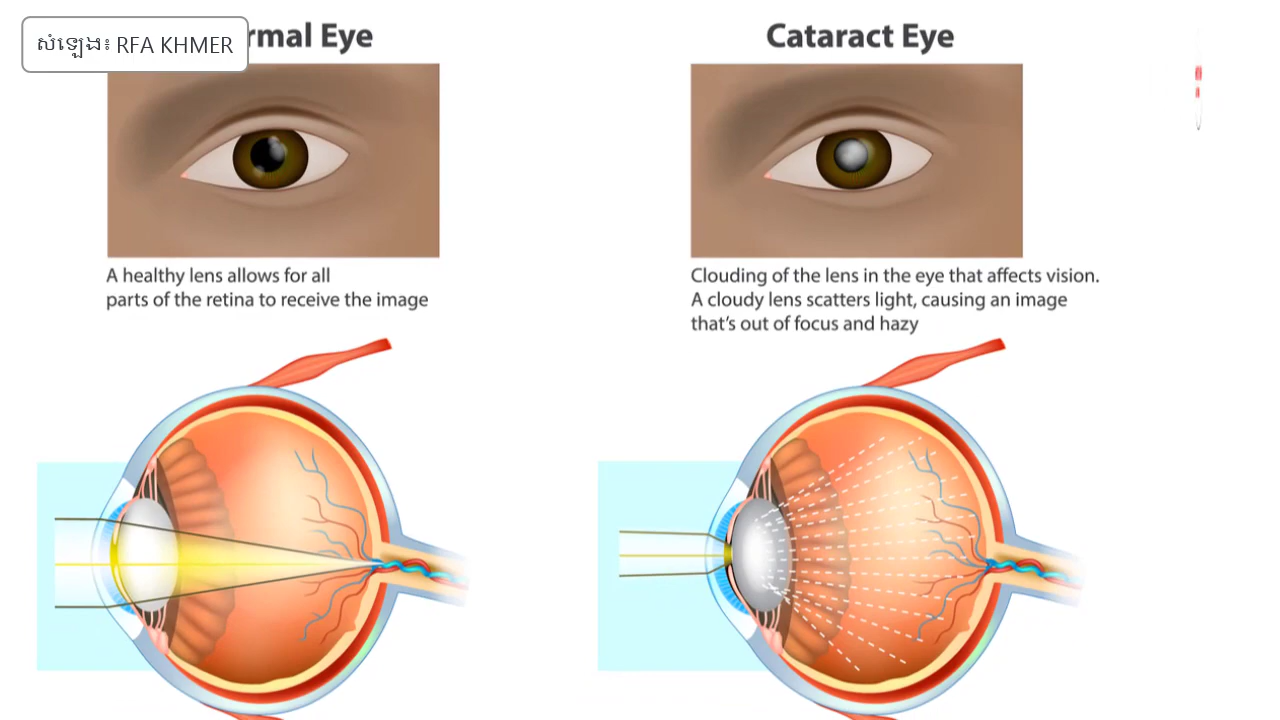 សំឡេង៖ RFA KHMER
rmal Eye
Cataract Eye
A healthy lens allows for all
parts of the retina to receive the image
Clouding of the lens in the eye that affects vision.
A cloudy lens scatters light, causing an image
that's out of focus and hazy